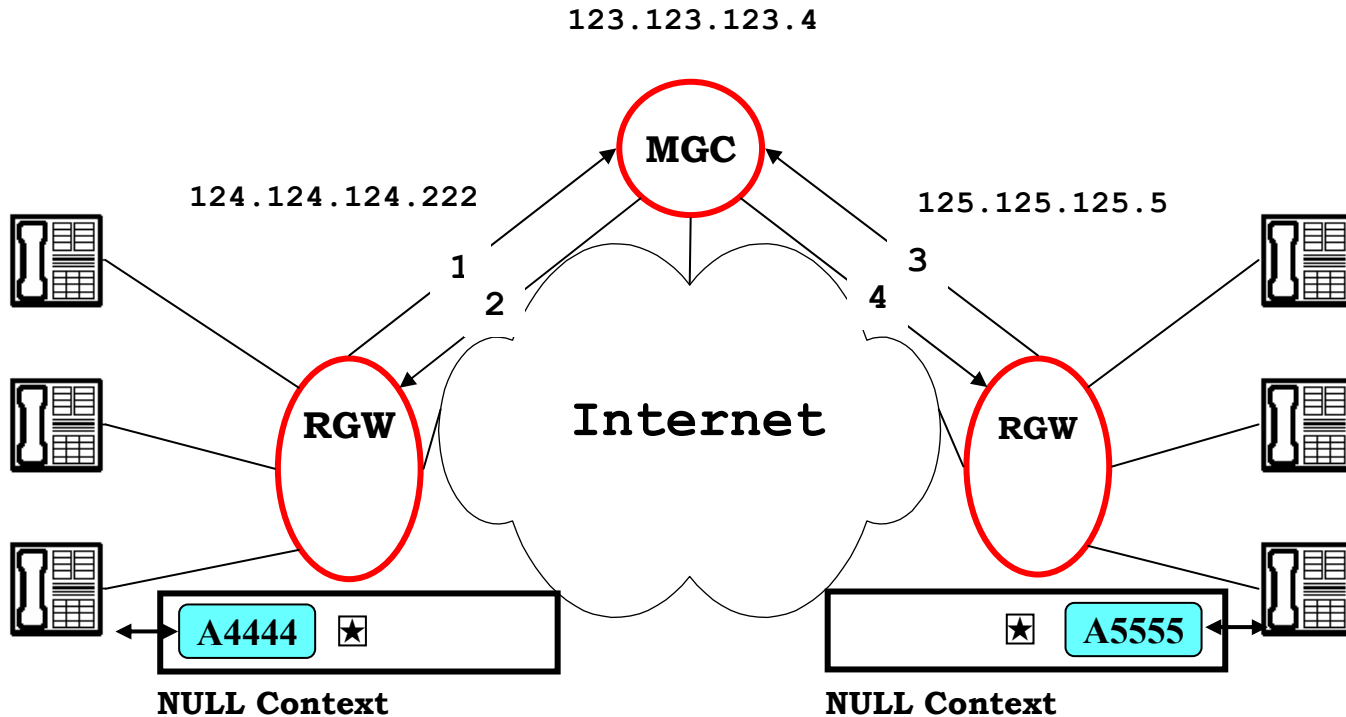 123.123.123.4
MGC
124.124.124.222
125.125.125.5
1
3
2
4
RGW
Internet
RGW
A4444
A5555
NULL Context
NULL Context